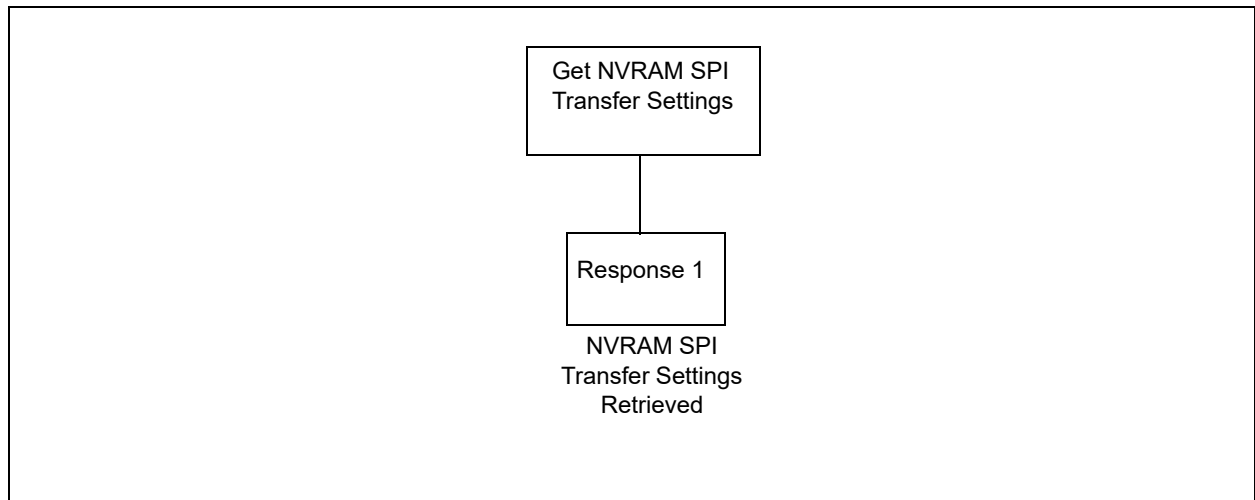 Get NVRAM SPI
Transfer Settings
Response 1
NVRAM SPI
Transfer Settings
Retrieved